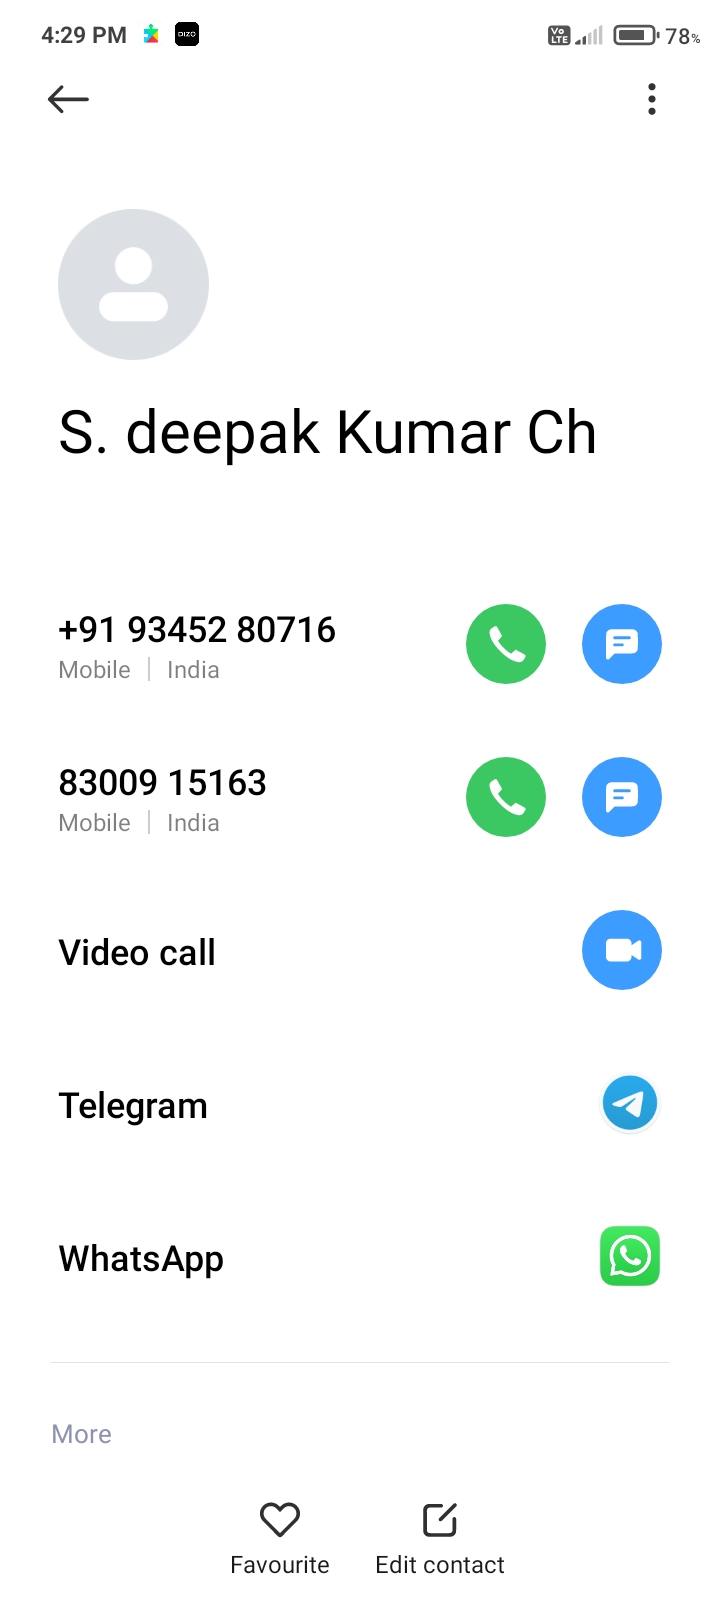 4:29 PM DIZO Vo LTE 78%
S. deepak Kumar Ch
+91 93452 80716
Mobile | India
83009 15163
Mobile | India
Video call
Telegram
WhatsApp
More
Favourite Edit contact